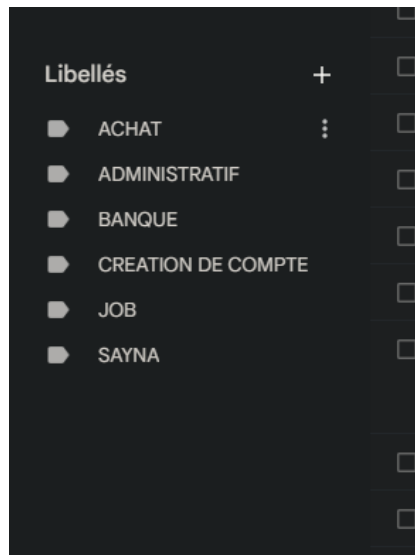 Libellés
ACHAT
ADMINISTRATIF
BANQUE
CREATION DE COMPTE
JOB
SAYNA